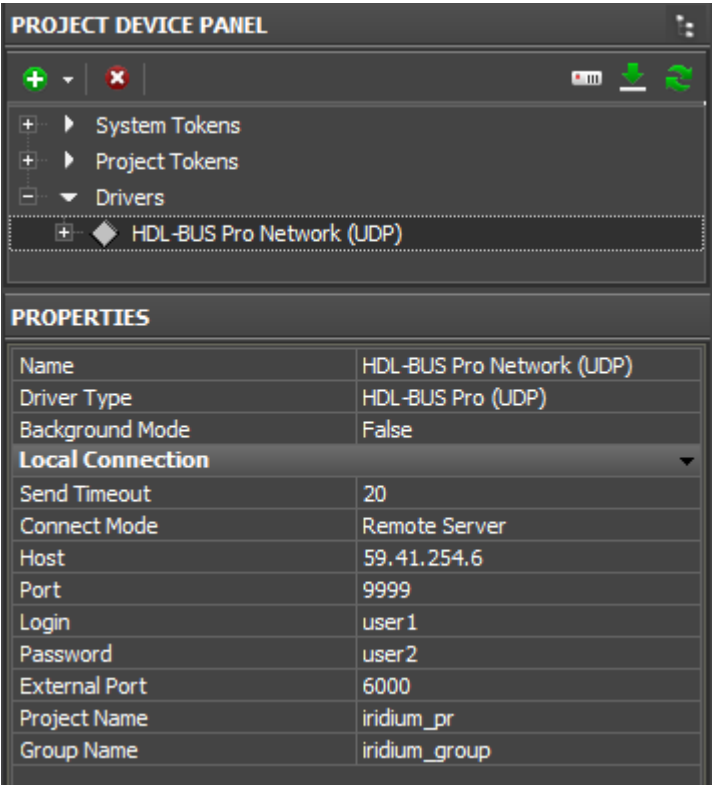 PROJECT DEVICE PANEL
System Tokens
Project Tokens
Drivers
HDL-BUS Pro Network (UDP)
PROPERTIES
Name HDL-BUS Pro Network (UDP)
Driver Type HDL-BUS Pro (UDP)
Background Mode False
Local Connection
Send Timeout 20
Connect Mode Remote Server
Host 59.41.254.6
Port 9999
Login user1
Password user2
External Port 6000
Project Name iridium_pr
Group Name iridium_group